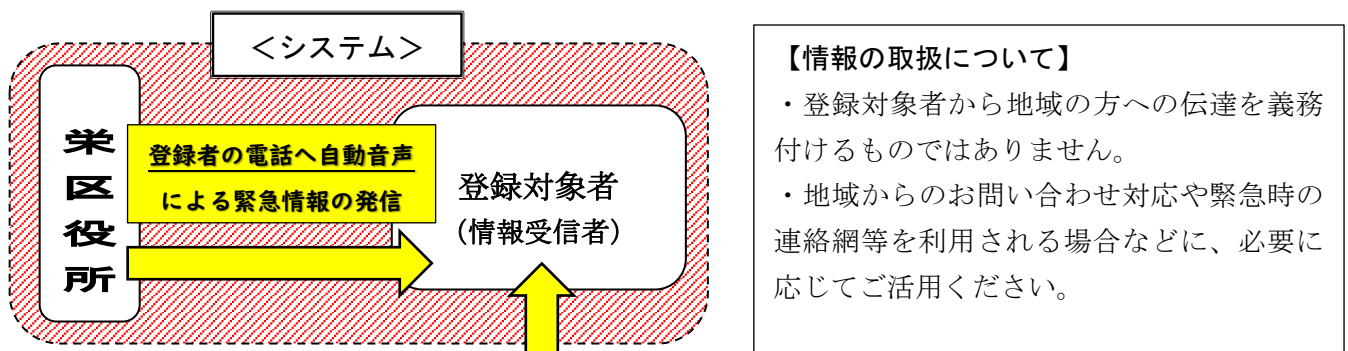 ＜システム＞
栄区役所
登録者の電話へ自動音声
による緊急情報の発信
登録対象者
（情報受信者）
【情報の取扱について】
・登録対象者から地域の方への伝達を義務
付けるものではありません。
・地域からのお問い合わせ対応や緊急時の
連絡網等を利用される場合などに、必要に
応じてご活用ください。